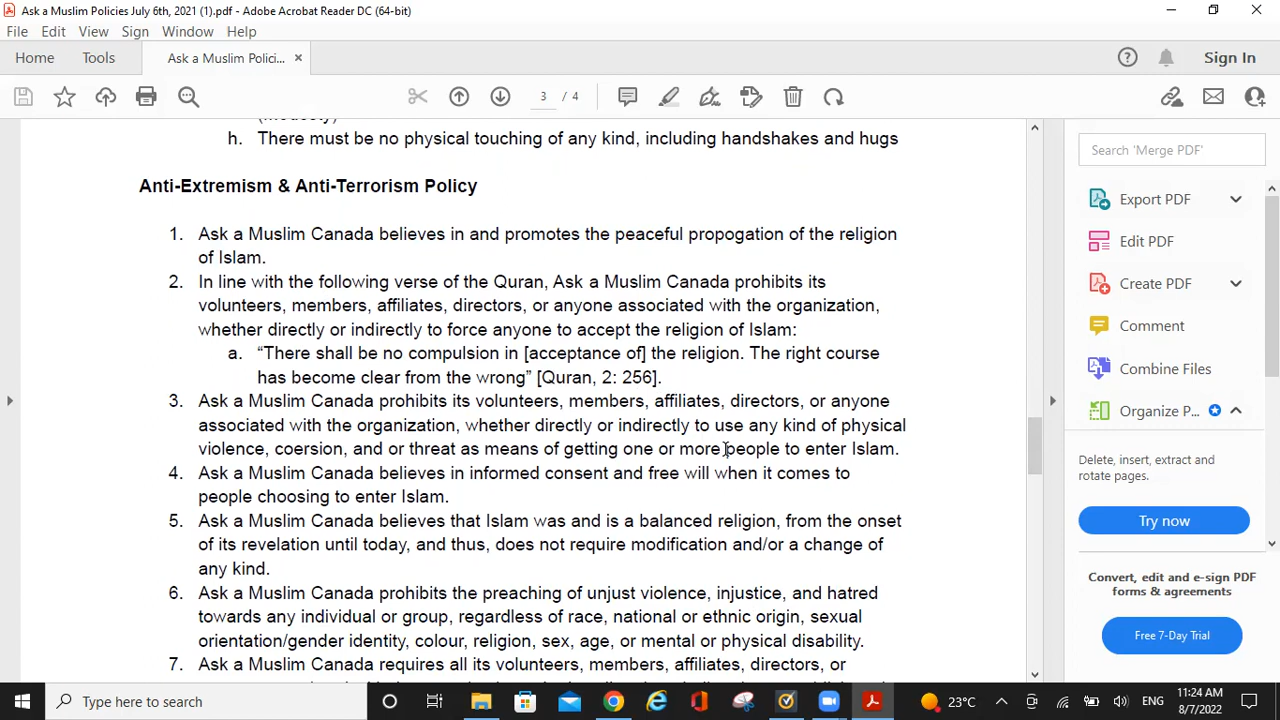 Ask a Muslim Policies July 6th, 2021 (1).pdf - Adobe Acrobat Reader DC (64-bit)
File Edit View Sign Window Help
Home Tools Ask a Muslim Polici... × Sign In
3 / 4
(Modesty)
h. There must be no physical touching of any kind, including handshakes and hugs
Anti-Extremism & Anti-Terrorism Policy
1. Ask a Muslim Canada believes in and promotes the peaceful propogation of the religion
of Islam.
2. In line with the following verse of the Quran, Ask a Muslim Canada prohibits its
volunteers, members, affiliates, directors, or anyone associated with the organization,
whether directly or indirectly to force anyone to accept the religion of Islam:
a. “There shall be no compulsion in [acceptance of] the religion. The right course
has become clear from the wrong” [Quran, 2: 256].
3. Ask a Muslim Canada prohibits its volunteers, members, affiliates, directors, or anyone
associated with the organization, whether directly or indirectly to use any kind of physical
violence, coersion, and or threat as means of getting one or more people to enter Islam.
4. Ask a Muslim Canada believes in informed consent and free will when it comes to
people choosing to enter Islam.
5. Ask a Muslim Canada believes that Islam was and is a balanced religion, from the onset
of its revelation until today, and thus, does not require modification and/or a change of
any kind.
6. Ask a Muslim Canada prohibits the preaching of unjust violence, injustice, and hatred
towards any individual or group, regardless of race, national or ethnic origin, sexual
orientation/gender identity, colour, religion, sex, age, or mental or physical disability.
7. Ask a Muslim Canada requires all its volunteers, members, affiliates, directors, or
Search 'Merge PDF'
Export PDF
Edit PDF
Create PDF
Comment
Combine Files
Organize P...
Delete, insert, extract and
rotate pages.
Try now
Convert, edit and e-sign PDF
forms & agreements
Free 7-Day Trial
Type here to search
23°C
ENG
11:24 AM
8/7/2022